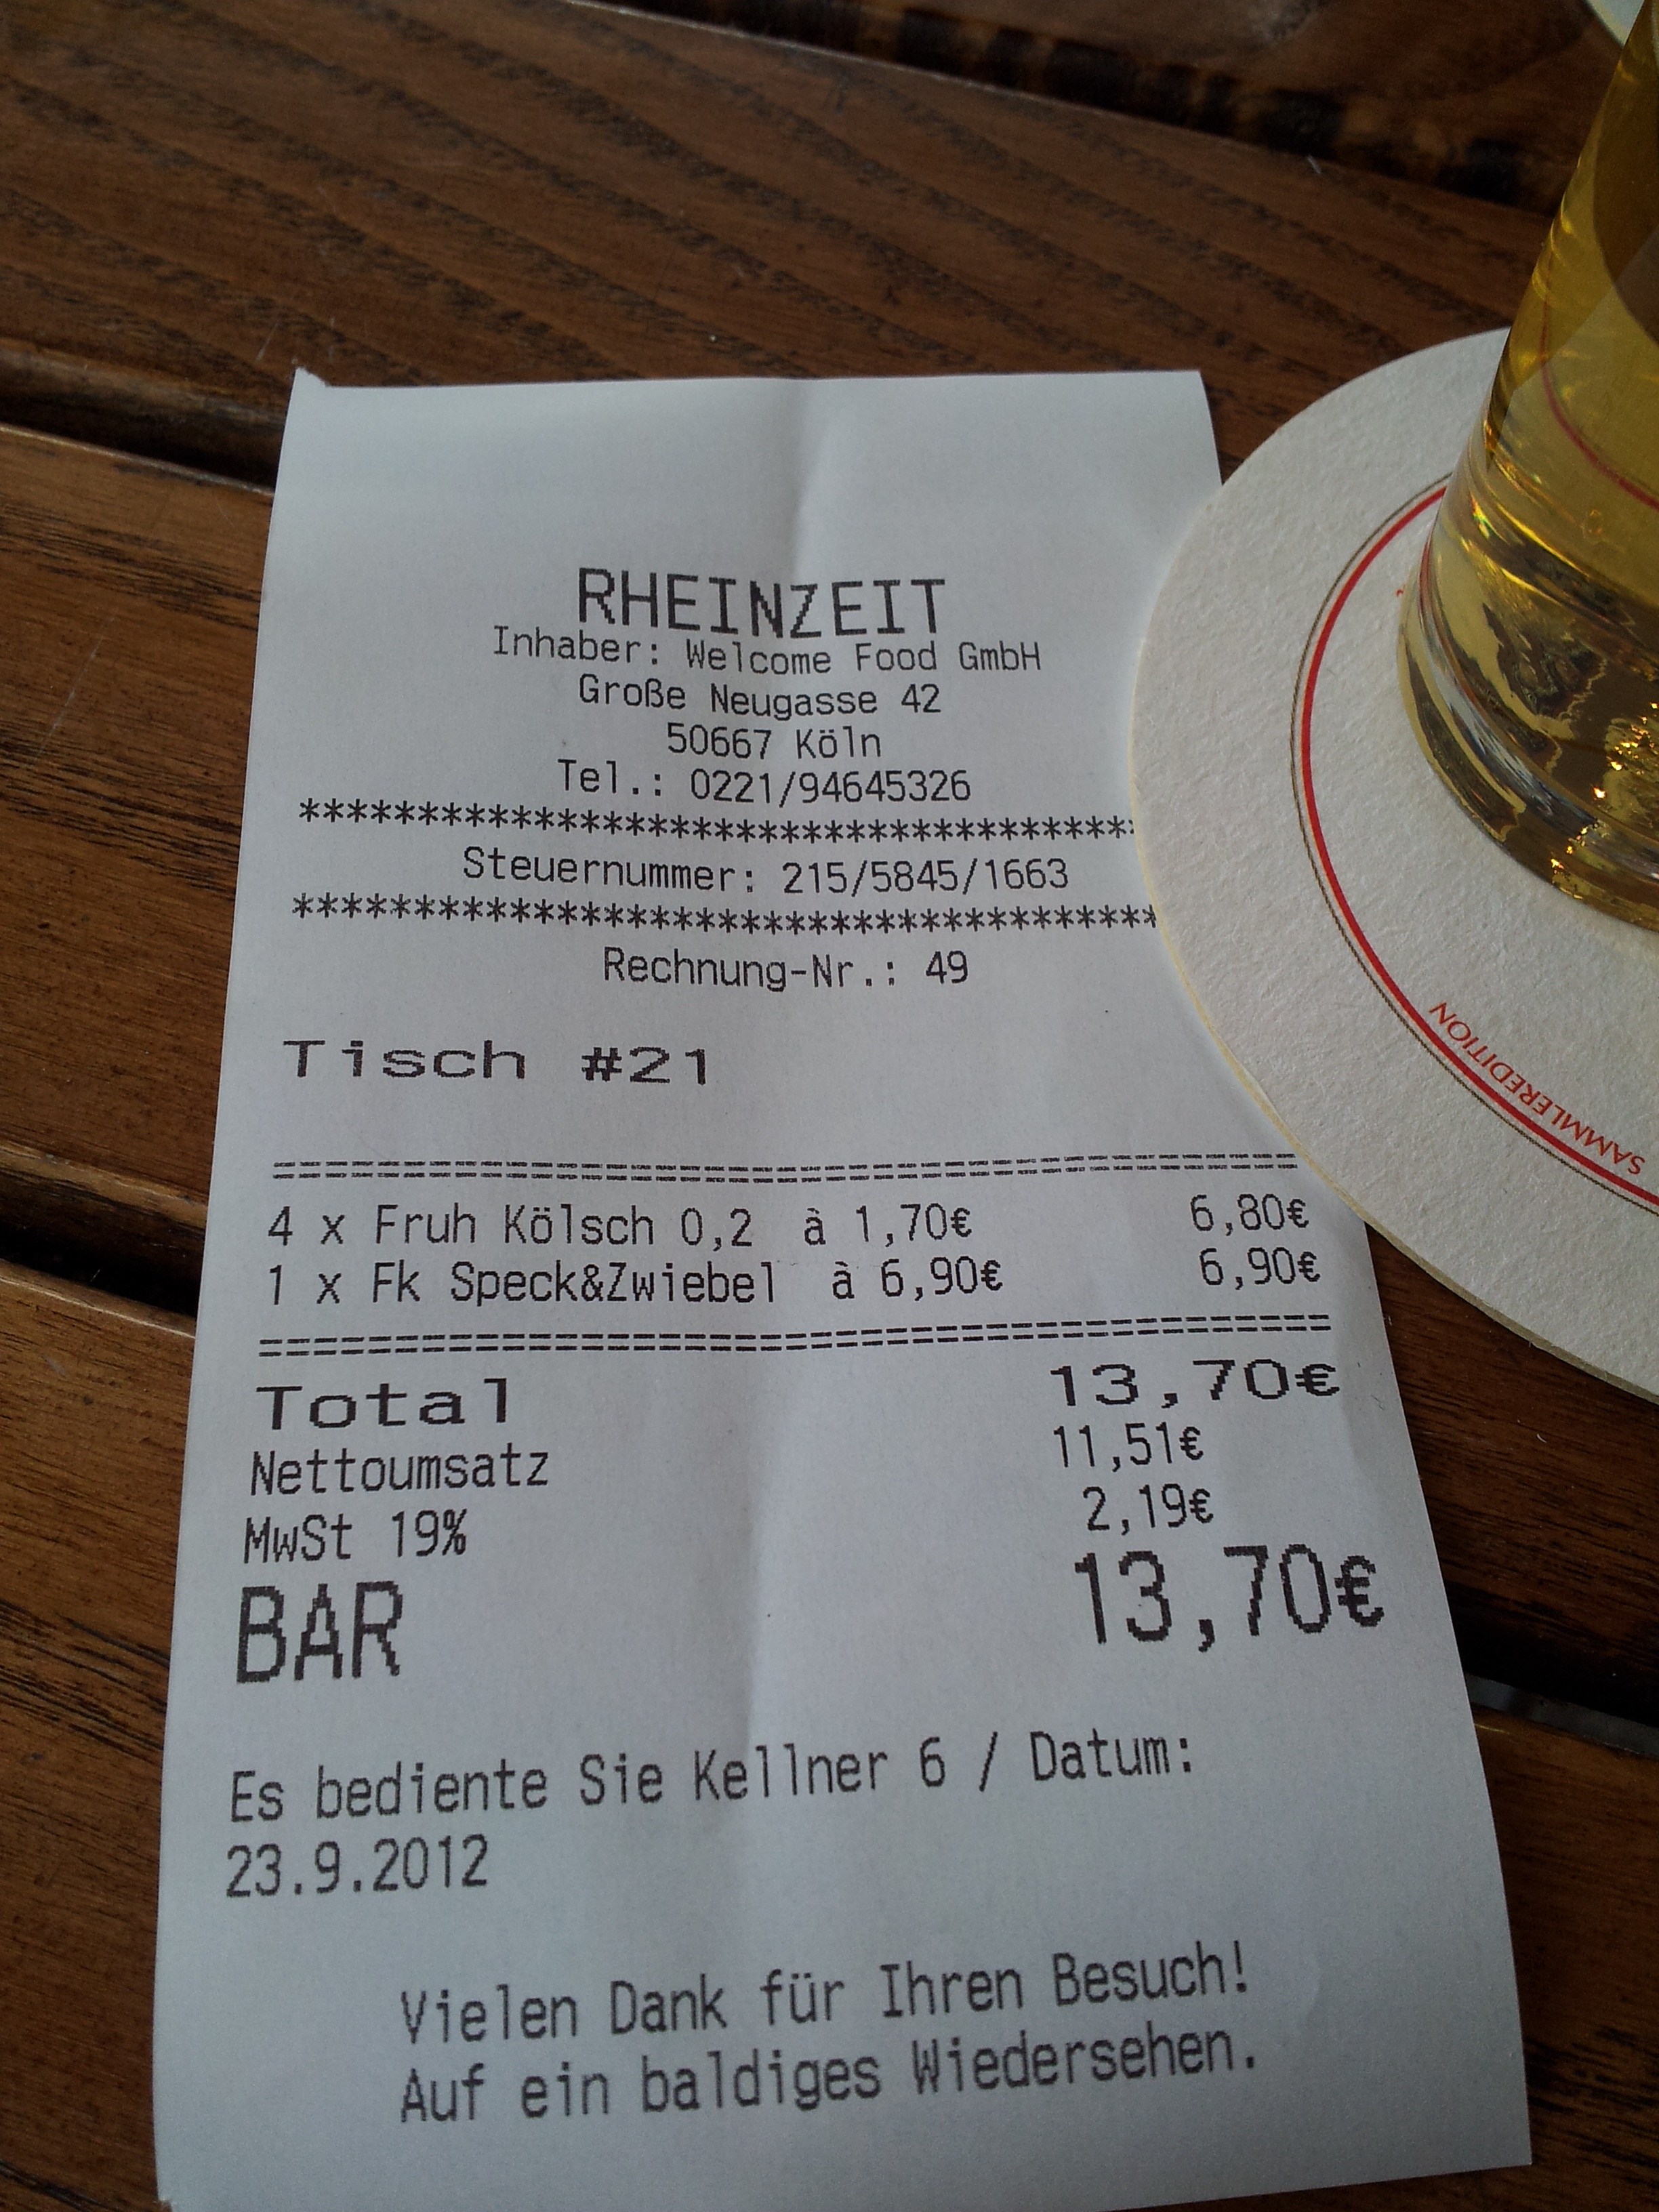 RHEINZEIT
Inhaber: Welcome Food GmbH
Große Neugasse 42
50667 Köln
Tel.: 0221/94645326
************************************
Steuernummer: 215/5845/1663
*************************************
Rechnung-Nr.: 49
Tisch #21
========================================
4 x Fruh Kölsch 0,2 à 1,70€ 6,80€
1 x Fk Speck&Zwiebel à 6,90€ 6,90€
========================================
Total 13,70€
Nettoumsatz 11,51€
MwSt 19% 2,19€
BAR 13,70€
Es bediente Sie Kellner 6 / Datum:
23.9.2012
Vielen Dank für Ihren Besuch!
Auf ein baldiges Wiedersehen.
SAMMLEREDITION